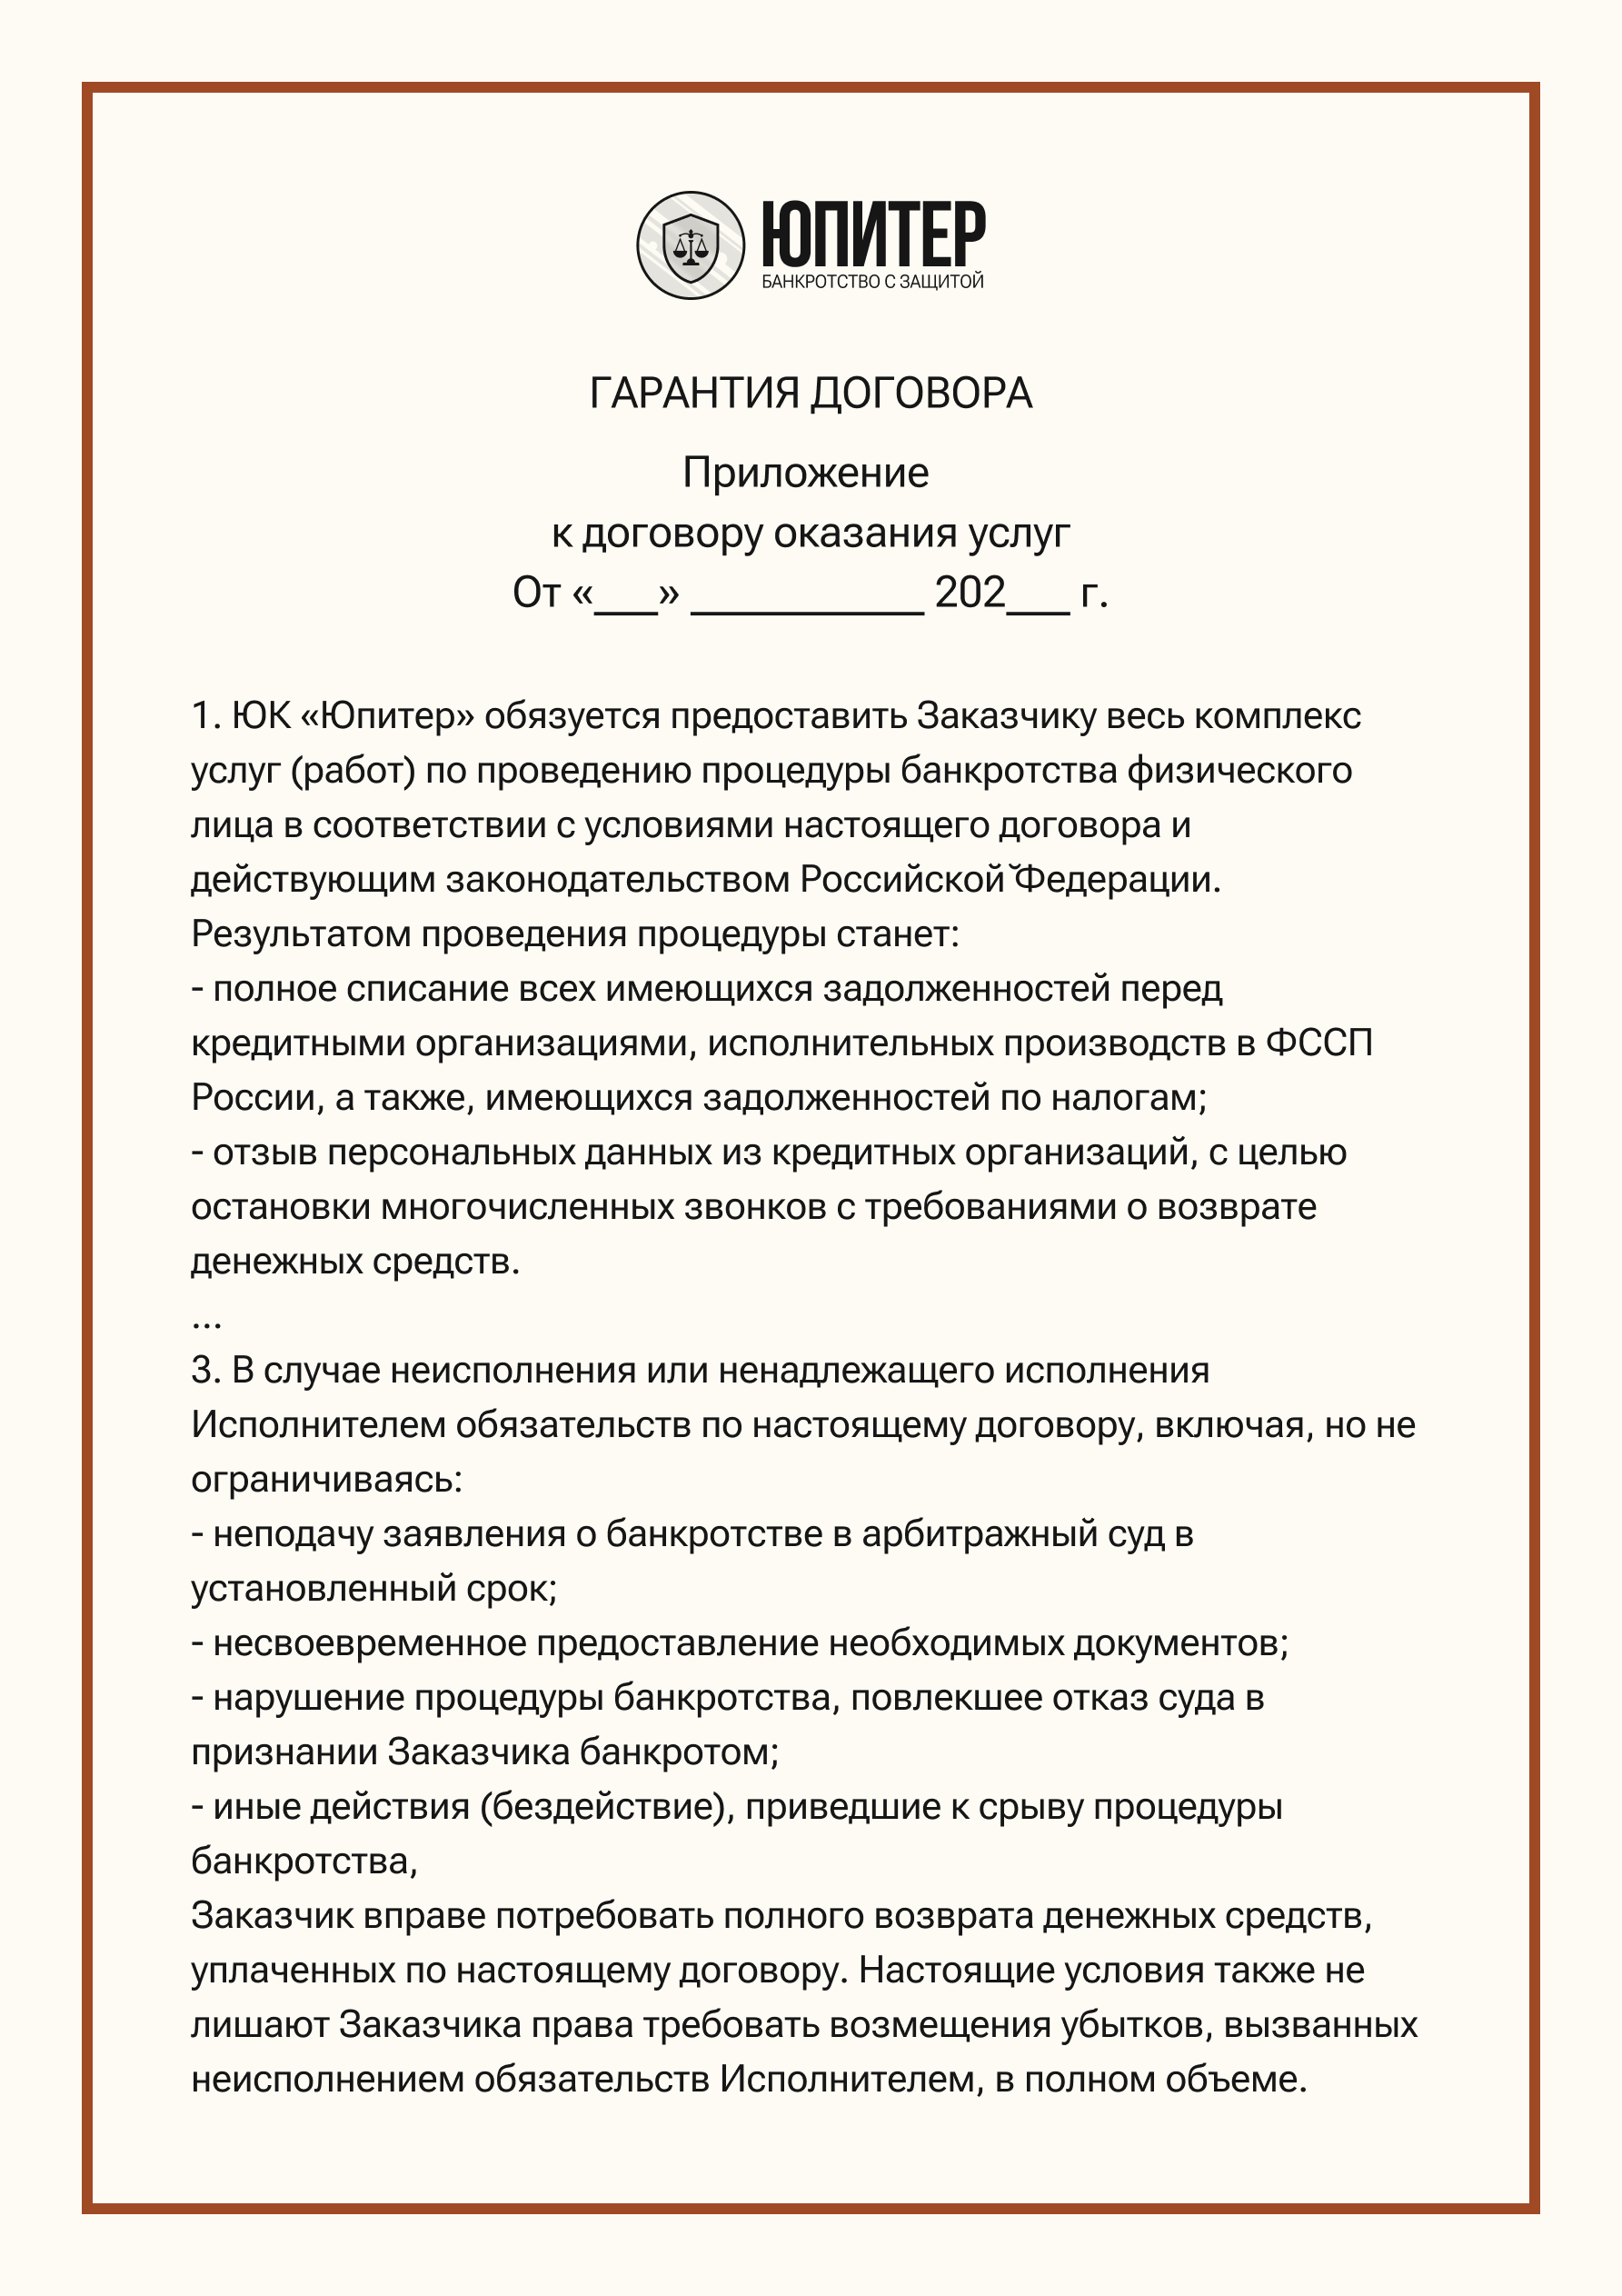 ЮПИТЕР
БАНКРОТСТВО С ЗАЩИТОЙ
ГАРАНТИЯ ДОГОВОРА
Приложение
к договору оказания услуг
От «___» ___________ 202___ г.
1. ЮК «Юпитер» обязуется предоставить Заказчику весь комплекс
услуг (работ) по проведению процедуры банкротства физического
лица в соответствии с условиями настоящего договора и
действующим законодательством Российской ̆Федерации.
Результатом проведения процедуры станет:
- полное списание всех имеющихся задолженностей перед
кредитными организациями, исполнительных производств в ФССП
России, а также, имеющихся задолженностей по налогам;
- отзыв персональных данных из кредитных организаций, с целью
остановки многочисленных звонков с требованиями о возврате
денежных средств.
...
3. В случае неисполнения или ненадлежащего исполнения
Исполнителем обязательств по настоящему договору, включая, но не
ограничиваясь:
- неподачу заявления о банкротстве в арбитражный суд в
установленный срок;
- несвоевременное предоставление необходимых документов;
- нарушение процедуры банкротства, повлекшее отказ суда в
признании Заказчика банкротом;
- иные действия (бездействие), приведшие к срыву процедуры
банкротства,
Заказчик вправе потребовать полного возврата денежных средств,
уплаченных по настоящему договору. Настоящие условия также не
лишают Заказчика права требовать возмещения убытков, вызванных
неисполнением обязательств Исполнителем, в полном объеме.